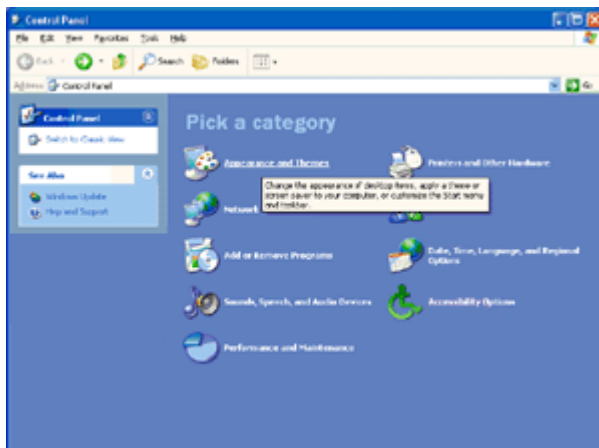 Control Panel
File Edit View Favorites Tools Help
Back Search Folders
Address Control Panel Go
Control Panel
Switch to Classic View
See Also
Windows Update
Help and Support
Pick a category
Appearance and Themes
Printers and Other Hardware
Change the appearance of desktop items, apply a theme or
screen saver to your computer, or customize the Start menu
and taskbar.
Network
Add or Remove Programs
Date, Time, Language, and Regional
Options
Sounds, Speech, and Audio Devices
Accessibility Options
Performance and Maintenance